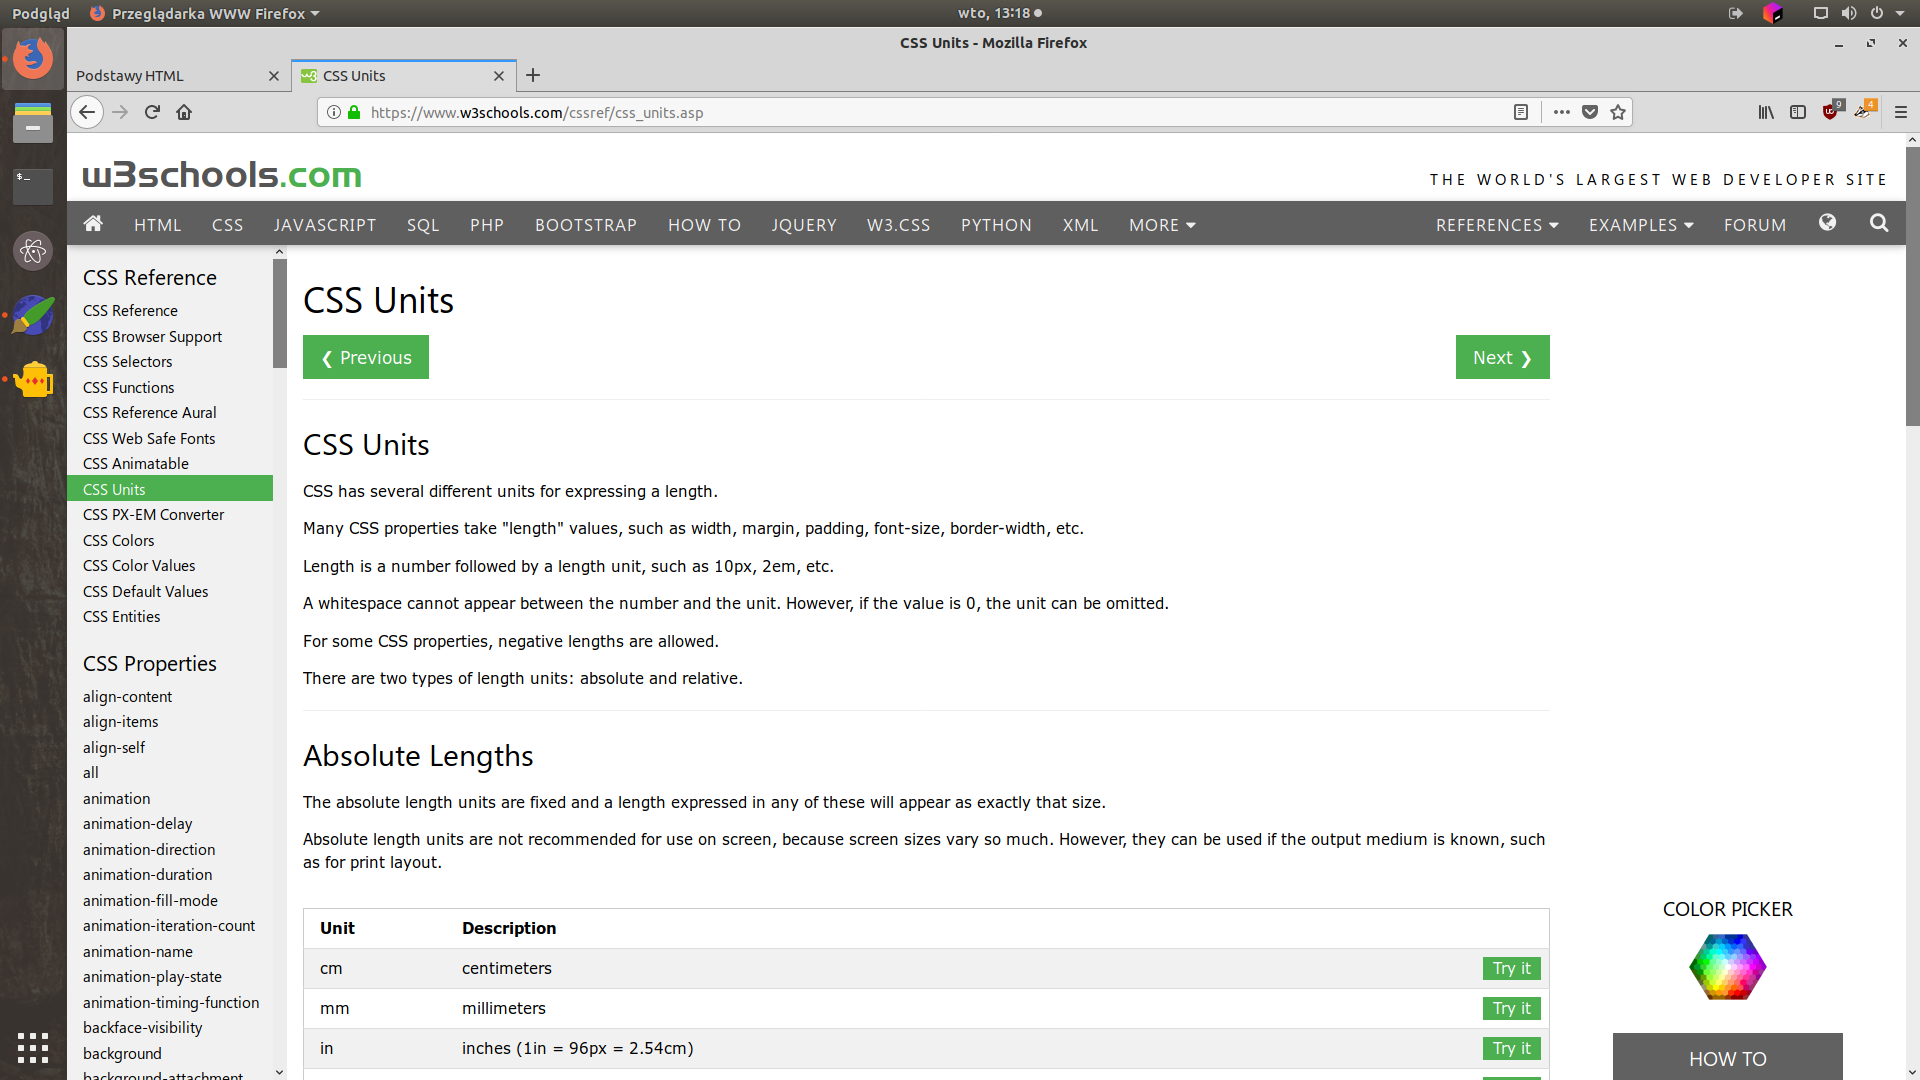 Podgląd
Przeglądarka WWW Firefox
wto, 13:18
CSS Units - Mozilla Firefox
Podstawy HTML
CSS Units
https://www.w3schools.com/cssref/css_units.asp
9
4
w3schools.com
THE WORLD'S LARGEST WEB DEVELOPER SITE
HTML CSS JAVASCRIPT SQL PHP BOOTSTRAP HOW TO JQUERY W3.CSS PYTHON XML MORE REFERENCES EXAMPLES FORUM
CSS Reference
CSS Reference
CSS Browser Support
CSS Selectors
CSS Functions
CSS Reference Aural
CSS Web Safe Fonts
CSS Animatable
CSS Units
CSS PX-EM Converter
CSS Colors
CSS Color Values
CSS Default Values
CSS Entities
CSS Properties
align-content
align-items
align-self
all
animation
animation-delay
animation-direction
animation-duration
animation-fill-mode
animation-iteration-count
animation-name
animation-play-state
animation-timing-function
backface-visibility
background
background-attachment
CSS Units
❮ Previous
Next ❯
CSS Units
CSS has several different units for expressing a length.
Many CSS properties take "length" values, such as width, margin, padding, font-size, border-width, etc.
Length is a number followed by a length unit, such as 10px, 2em, etc.
A whitespace cannot appear between the number and the unit. However, if the value is 0, the unit can be omitted.
For some CSS properties, negative lengths are allowed.
There are two types of length units: absolute and relative.
Absolute Lengths
The absolute length units are fixed and a length expressed in any of these will appear as exactly that size.
Absolute length units are not recommended for use on screen, because screen sizes vary so much. However, they can be used if the output medium is known, such
as for print layout.
Unit Description
cm centimeters Try it
mm millimeters Try it
in inches (1in = 96px = 2.54cm) Try it
COLOR PICKER
HOW TO